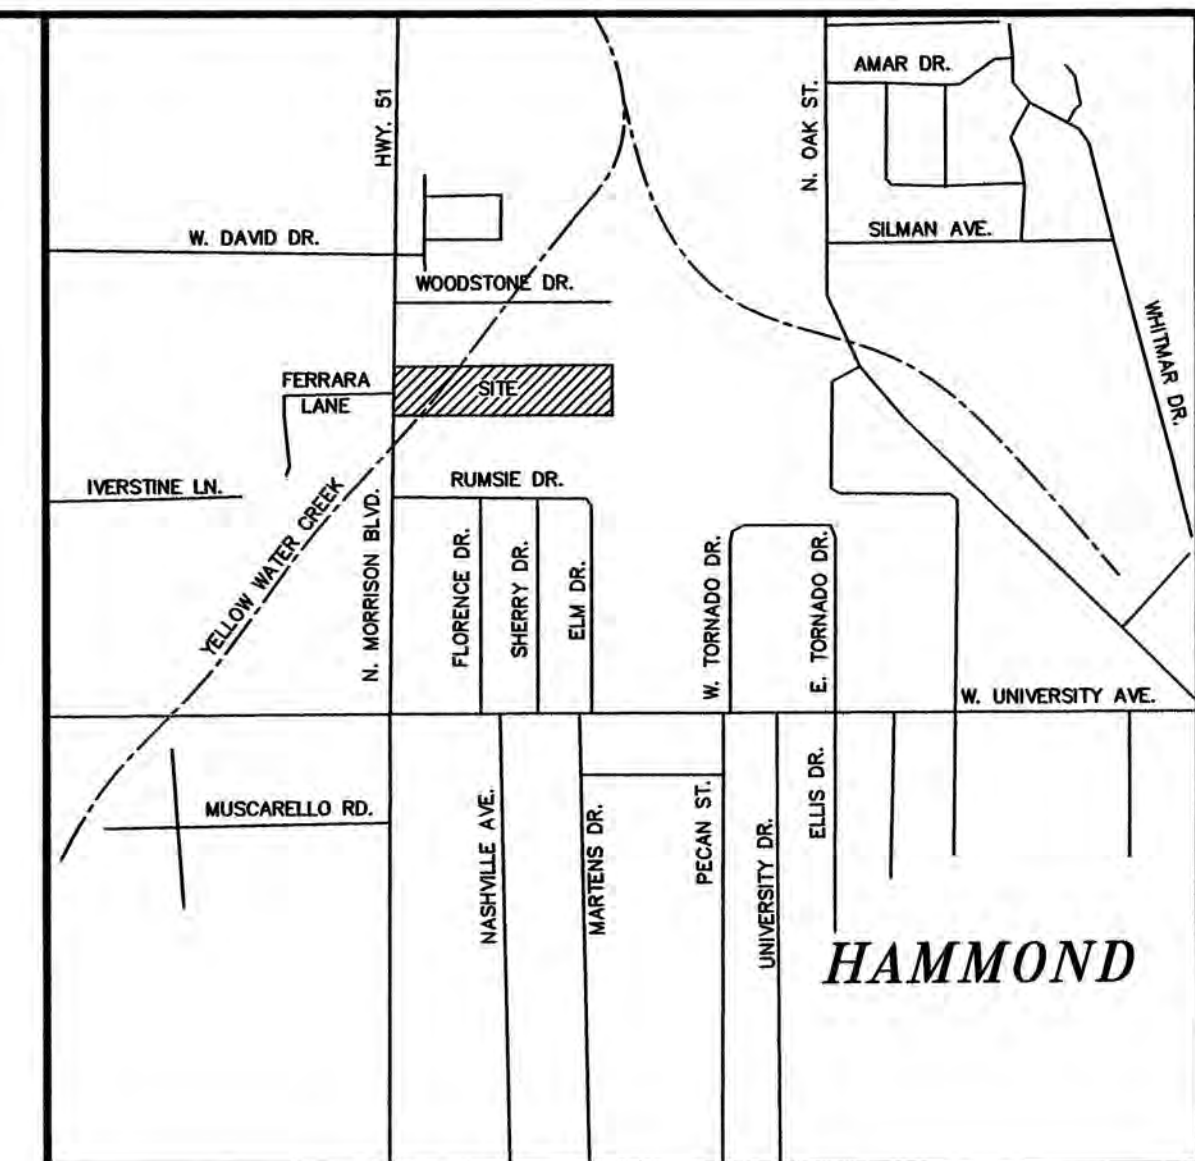 AMAR DR.
HWY. 51
N. OAK ST.
W. DAVID DR.
SILMAN AVE.
WOODSTONE DR.
WHITMAR DR.
FERRARA
LANE
SITE
IVERSTINE LN.
RUMSIE DR.
YELLOW WATER CREEK
N. MORRISON BLVD.
FLORENCE DR.
SHERRY DR.
ELM DR.
W. TORNADO DR.
E. TORNADO DR.
W. UNIVERSITY AVE.
MUSCARELLO RD.
NASHVILLE AVE.
MARTENS DR.
PECAN ST.
UNIVERSITY DR.
ELLIS DR.
HAMMOND